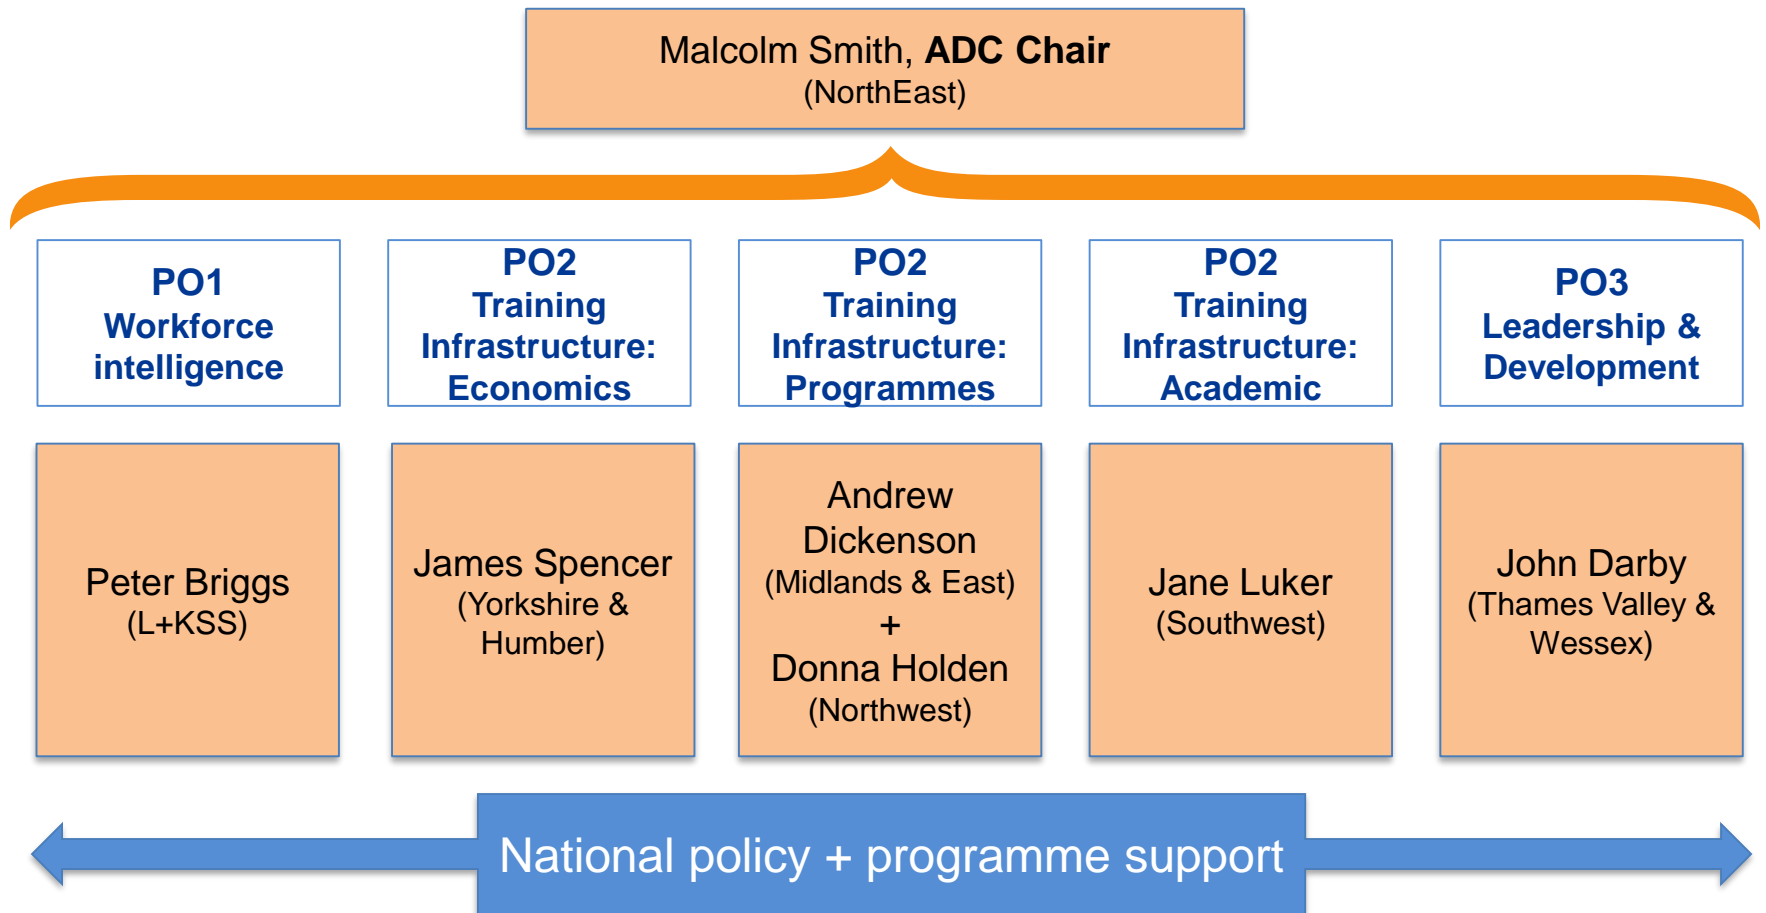 Malcolm Smith, ADC Chair
(NorthEast)
PO1
Workforce
intelligence
PO2
Training
Infrastructure:
Economics
PO2
Training
Infrastructure:
Programmes
PO2
Training
Infrastructure:
Academic
PO3
Leadership &
Development
Peter Briggs
(L+KSS)
James Spencer
(Yorkshire &
Humber)
Andrew
Dickenson
(Midlands & East)
+
Donna Holden
(Northwest)
Jane Luker
(Southwest)
John Darby
(Thames Valley &
Wessex)
National policy + programme support